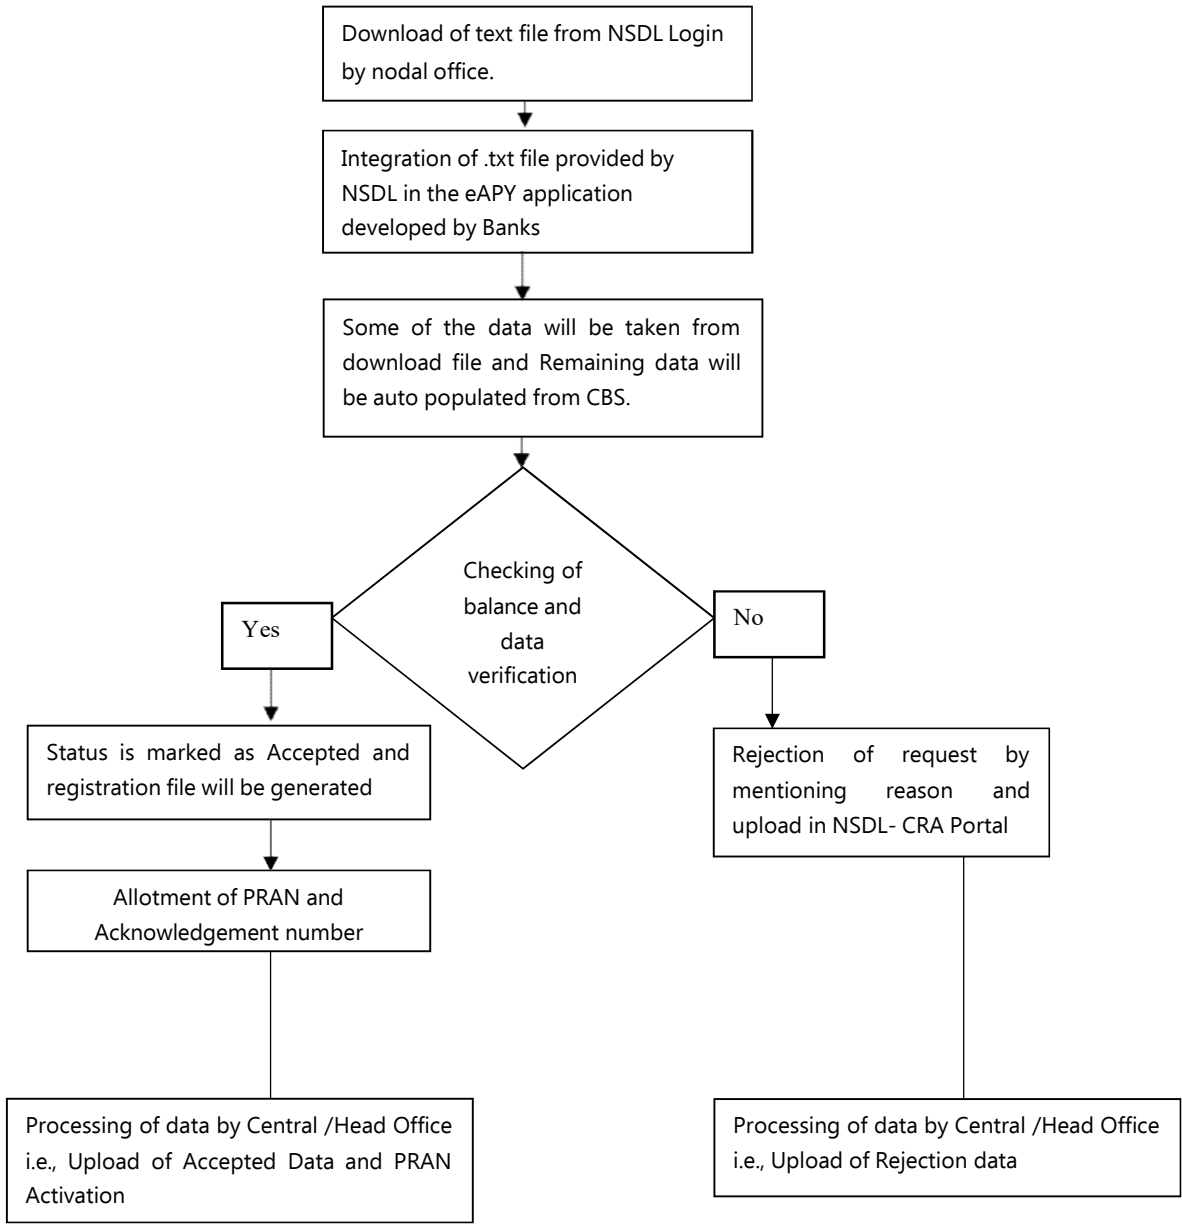 Download of text file from NSDL Login
by nodal office.
Integration of .txt file provided by
NSDL in the eAPY application
developed by Banks
Some of the data will be taken from
download file and Remaining data will
be auto populated from CBS.
Checking of
balance and
data
verification
Yes
No
Status is marked as Accepted and
registration file will be generated
Rejection of request by
mentioning reason and
upload in NSDL- CRA Portal
Allotment of PRAN and
Acknowledgement number
Processing of data by Central /Head Office
i.e., Upload of Accepted Data and PRAN
Activation
Processing of data by Central /Head Office
i.e., Upload of Rejection data